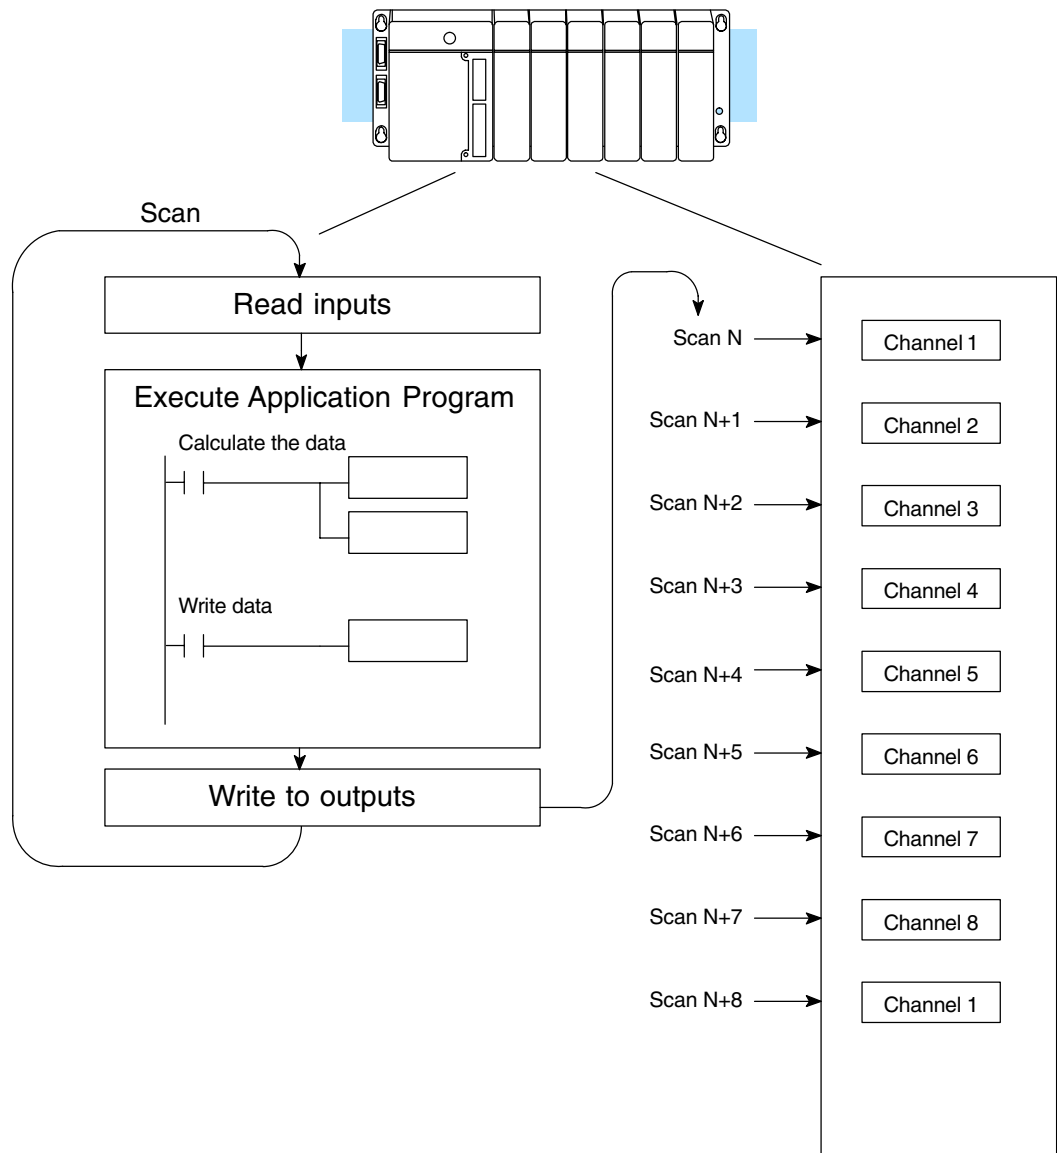 Scan
Read inputs
Execute Application Program
Calculate the data
Write data
Write to outputs
Scan N
Channel 1
Scan N+1
Channel 2
Scan N+2
Channel 3
Scan N+3
Channel 4
Scan N+4
Channel 5
Scan N+5
Channel 6
Scan N+6
Channel 7
Scan N+7
Channel 8
Scan N+8
Channel 1